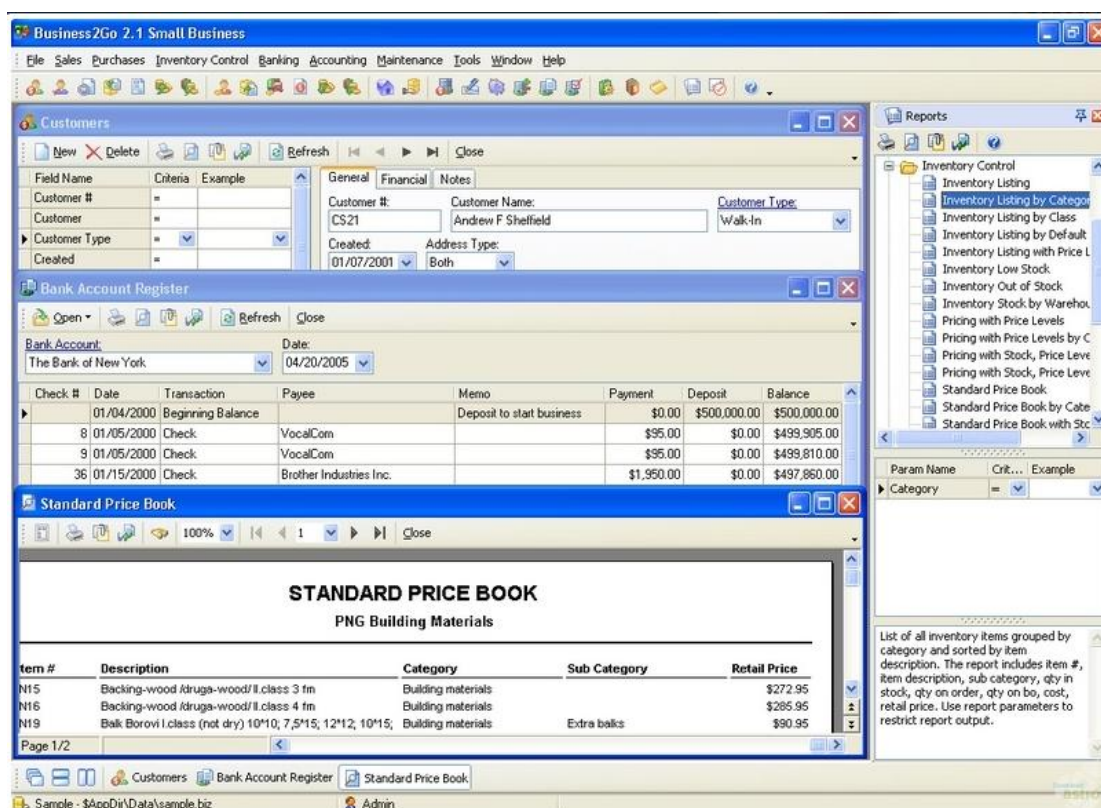 Business2Go 2.1 Small Business
File Sales Purchases Inventory Control Banking Accounting Maintenance Tools Window Help
Customers
New Delete Refresh Close
Field Name Criteria Example
Customer # =
Customer =
Customer Type =
Created =
General Financial Notes
Customer #: Customer Name: Customer Type:
CS21 Andrew F Sheffield Walk-In
Created: Address Type:
01/07/2001 Both
Bank Account Register
Open Refresh Close
Bank Account: Date:
The Bank of New York 04/20/2005
Check # Date Transaction Payee Memo Payment Deposit Balance
01/04/2000 Beginning Balance Deposit to start business $0.00 $500,000.00 $500,000.00
8 01/05/2000 Check VocalCom $95.00 $0.00 $499,905.00
9 01/05/2000 Check VocalCom $95.00 $0.00 $499,810.00
36 01/15/2000 Check Brother Industries Inc. $1,950.00 $0.00 $497,860.00
Standard Price Book
100% 1 Close
STANDARD PRICE BOOK
PNG Building Materials
tem # Description Category Sub Category Retail Price
N15 Backing-wood /druga-wood/ II.class 3 fm Building materials $272.95
N16 Backing-wood /druga-wood/ II.class 4 fm Building materials $285.95
N19 Balk Borovi I.class (not dry) 10*10; 7,5*15; 12*12; 10*15; Building materials Extra balks $90.95
Page 1/2
Reports
Inventory Control
Inventory Listing
Inventory Listing by Categor
Inventory Listing by Class
Inventory Listing by Default
Inventory Listing with Price L
Inventory Low Stock
Inventory Out of Stock
Inventory Stock by Warehou
Pricing with Price Levels
Pricing with Price Levels by C
Pricing with Stock, Price Leve
Pricing with Stock, Price Leve
Standard Price Book
Standard Price Book by Cate
Standard Price Book with Stc
Param Name Crit... Example
Category =
List of all inventory items grouped by
category and sorted by item
description. The report includes item #,
item description, sub category, qty in
stock, qty on order, qty on bo, cost,
retail price. Use report parameters to
restrict report output.
Customers Bank Account Register Standard Price Book
Sample - $AppDir\Data\sample.biz Admin